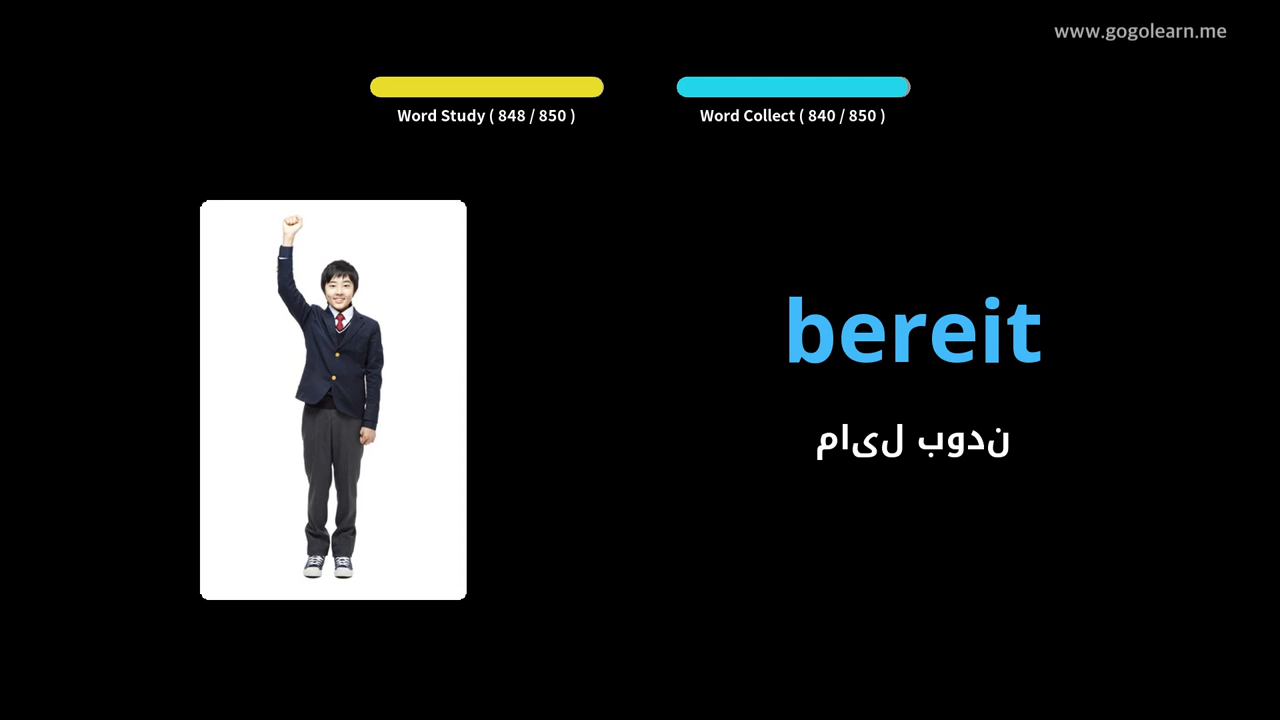 www.gogolearn.me
Word Study ( 848 / 850 )
Word Collect ( 840 / 850 )
bereit
مایل بودن